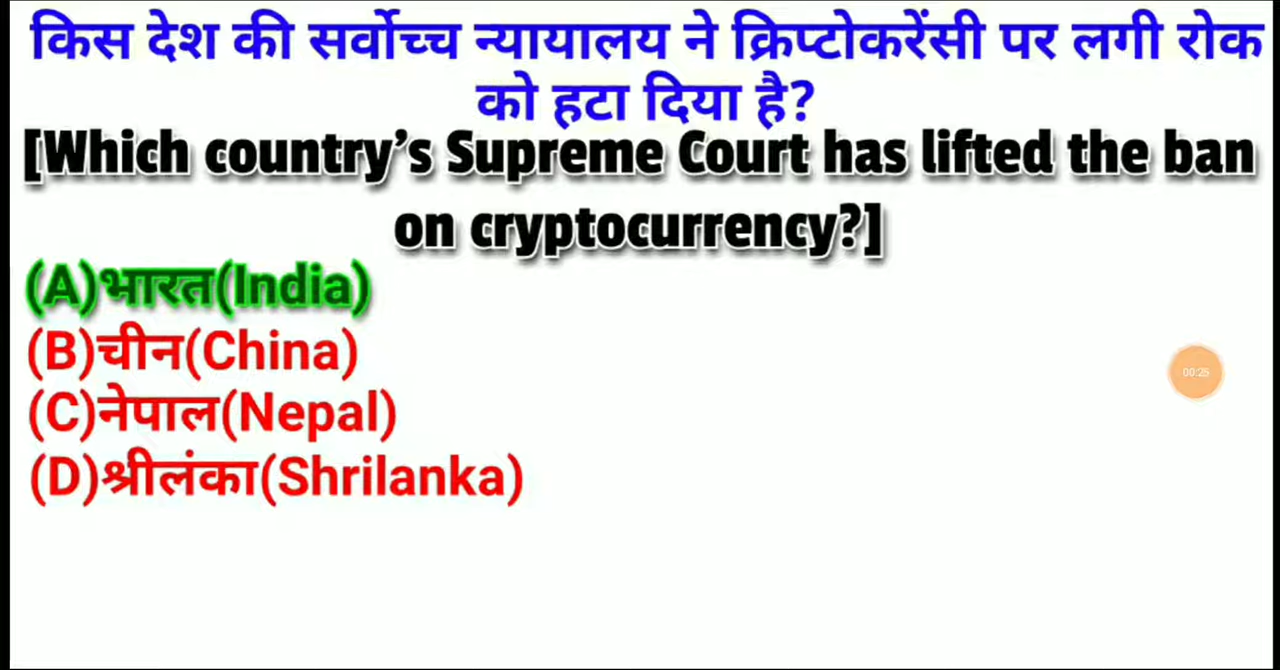 किस देश की सर्वोच्च न्यायालय ने क्रिप्टोकरेंसी पर लगी रोक
को हटा दिया है?
[Which country’s Supreme Court has lifted the ban
on cryptocurrency?]
(A)भारत(India)
(B)चीन(China)
(C)नेपाल(Nepal)
(D)श्रीलंका(Shrilanka)
00:25